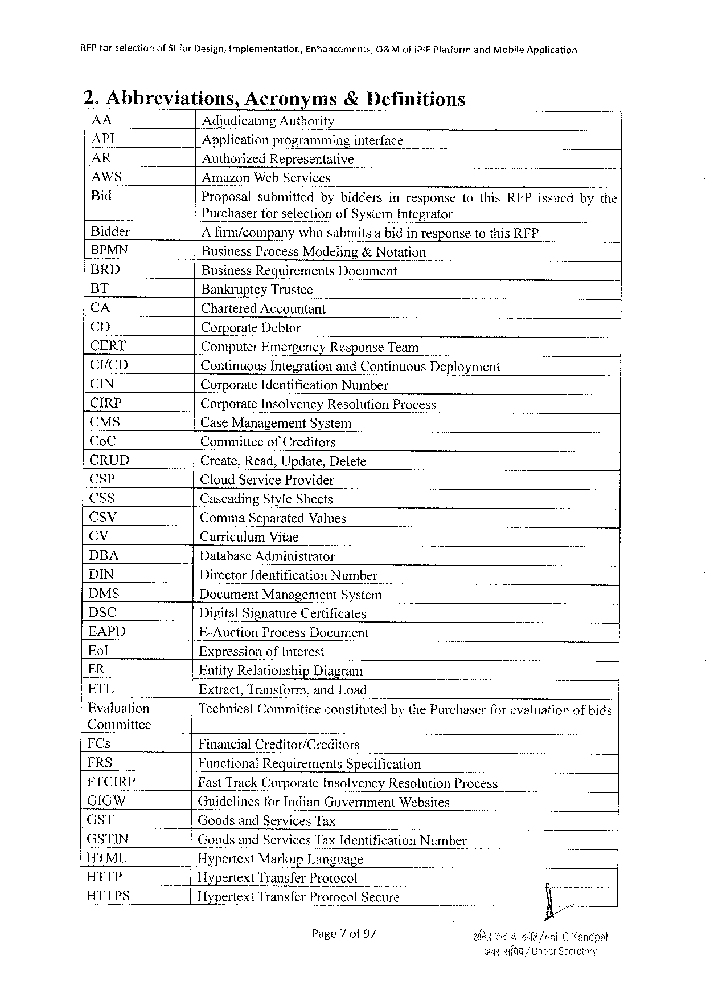 RFP for selection of SI for Design, Implementation, Enhancements, O&M of iPIE Platform and Mobile Application
2. Abbreviations, Acronyms & Definitions
AA Adjudicating Authority
API Application programming interface
AR Authorized Representative
AWS Amazon Web Services
Bid Proposal submitted by bidders in response to this RFP issued by the
Purchaser for selection of System Integrator
Bidder A firm/company who submits a bid in response to this RFP
BPMN Business Process Modeling & Notation
BRD Business Requirements Document
BT Bankruptcy Trustee
CA Chartered Accountant
CD Corporate Debtor
CERT Computer Emergency Response Team
CI/CD Continuous Integration and Continuous Deployment
CIN Corporate Identification Number
CIRP Corporate Insolvency Resolution Process
CMS Case Management System
CoC Committee of Creditors
CRUD Create, Read, Update, Delete
CSP Cloud Service Provider
CSS Cascading Style Sheets
CSV Comma Separated Values
CV Curriculum Vitae
DBA Database Administrator
DIN Director Identification Number
DMS Document Management System
DSC Digital Signature Certificates
EAPD E-Auction Process Document
EoI Expression of Interest
ER Entity Relationship Diagram
ETL Extract, Transform, and Load
Evaluation Technical Committee constituted by the Purchaser for evaluation of bids
Committee
FCs Financial Creditor/Creditors
FRS Functional Requirements Specification
FTCIRP Fast Track Corporate Insolvency Resolution Process
GIGW Guidelines for Indian Government Websites
GST Goods and Services Tax
GSTIN Goods and Services Tax Identification Number
HTML Hypertext Markup Language
HTTP Hypertext Transfer Protocol
HTTPS Hypertext Transfer Protocol Secure
Page 7 of 97
अनिल चन्द्र कान्डपाल/Anil C Kandpal
अवर सचिव/Under Secretary